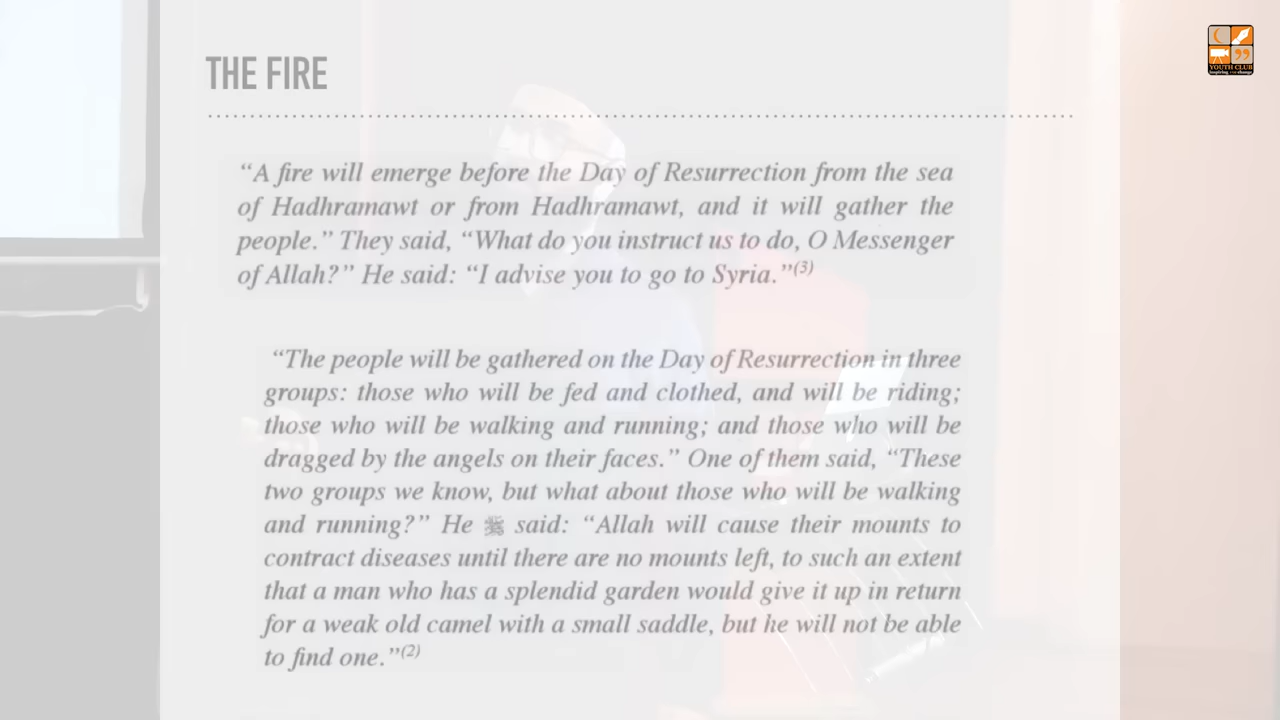 THE FIRE
“A fire will emerge before the Day of Resurrection from the sea
of Hadhramawt or from Hadhramawt, and it will gather the
people.” They said, “What do you instruct us to do, O Messenger
of Allah?” He said: “I advise you to go to Syria.”(3)
“The people will be gathered on the Day of Resurrection in three
groups: those who will be fed and clothed, and will be riding;
those who will be walking and running; and those who will be
dragged by the angels on their faces.” One of them said, “These
two groups we know, but what about those who will be walking
and running?” He ﷺ said: “Allah will cause their mounts to
contract diseases until there are no mounts left, to such an extent
that a man who has a splendid garden would give it up in return
for a weak old camel with a small saddle, but he will not be able
to find one.”(2)
YOUTH CLUB